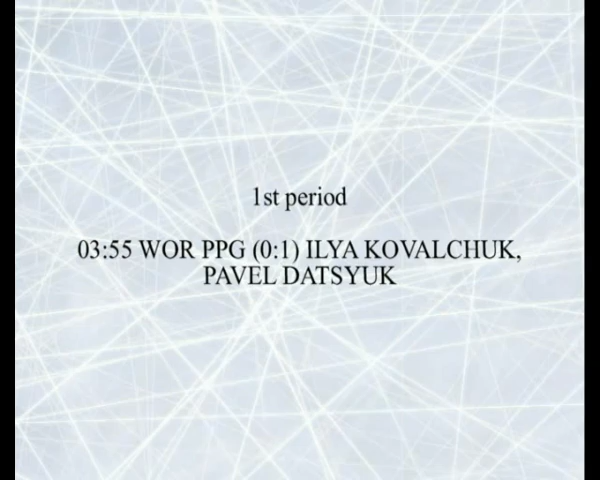 1st period
03:55 WOR PPG (0:1) ILYA KOVALCHUK,
PAVEL DATSYUK